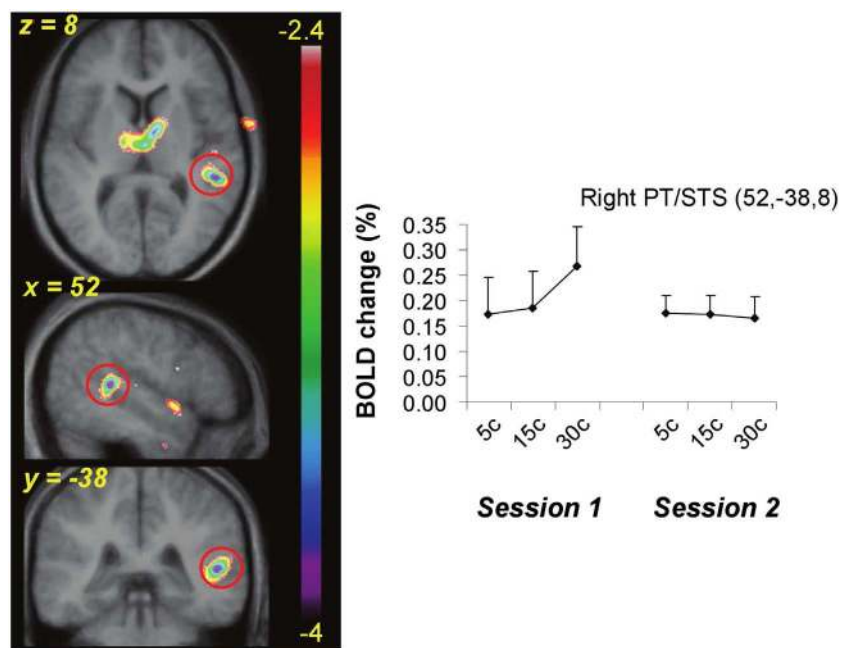 z = 8
-2.4
x = 52
y = -38
-4
Right PT/STS (52,-38,8)
BOLD change (%)
0.35
0.30
0.25
0.20
0.15
0.10
0.05
0.00
5c 15c 30c 5c 15c 30c
Session 1 Session 2